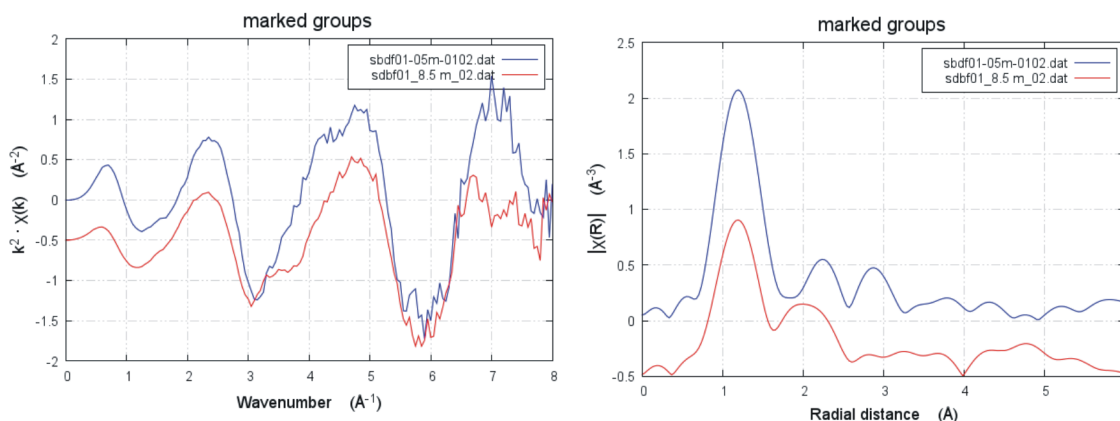 marked groups
sbdf01-05m-0102.dat
sdbf01_8.5 m_02.dat
k² · χ(k) (Å⁻²)
2
1.5
1
0.5
0
-0.5
-1
-1.5
-2
0 1 2 3 4 5 6 7 8
Wavenumber (Å⁻¹)
marked groups
sbdf01-05m-0102.dat
sdbf01_8.5 m_02.dat
|χ(R)| (Å⁻³)
2.5
2
1.5
1
0.5
0
-0.5
0 1 2 3 4 5
Radial distance (Å)